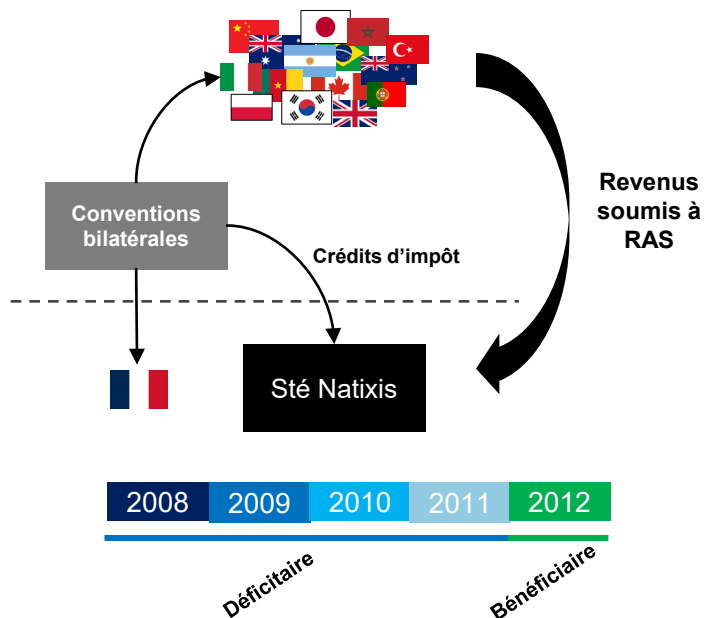 Conventions
bilatérales
Crédits d’impôt
Revenus
soumis à
RAS
Sté Natixis
2008 2009 2010 2011 2012
Déficitaire
Bénéficiaire